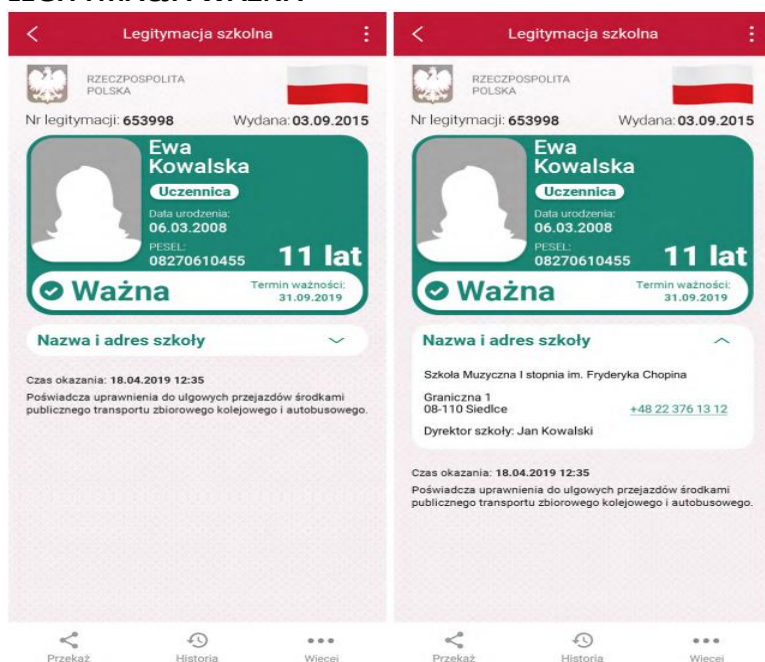 Legitymacja szkolna
RZECZPOSPOLITA
POLSKA
Nr legitymacji: 653998 Wydana: 03.09.2015
Ewa
Kowalska
Uczennica
Data urodzenia:
06.03.2008
PESEL:
08270610455
11 lat
Ważna
Termin ważności:
31.09.2019
Nazwa i adres szkoły
Czas okazania: 18.04.2019 12:35
Poświadcza uprawnienia do ulgowych przejazdów środkami
publicznego transportu zbiorowego kolejowego i autobusowego.
Przekaż Historia Więcej
Legitymacja szkolna
RZECZPOSPOLITA
POLSKA
Nr legitymacji: 653998 Wydana: 03.09.2015
Ewa
Kowalska
Uczennica
Data urodzenia:
06.03.2008
PESEL:
08270610455
11 lat
Ważna
Termin ważności:
31.09.2019
Nazwa i adres szkoły
Szkoła Muzyczna I stopnia im. Fryderyka Chopina
Graniczna 1
08-110 Siedlce +48 22 376 13 12
Dyrektor szkoły: Jan Kowalski
Czas okazania: 18.04.2019 12:35
Poświadcza uprawnienia do ulgowych przejazdów środkami
publicznego transportu zbiorowego kolejowego i autobusowego.
Przekaż Historia Więcej